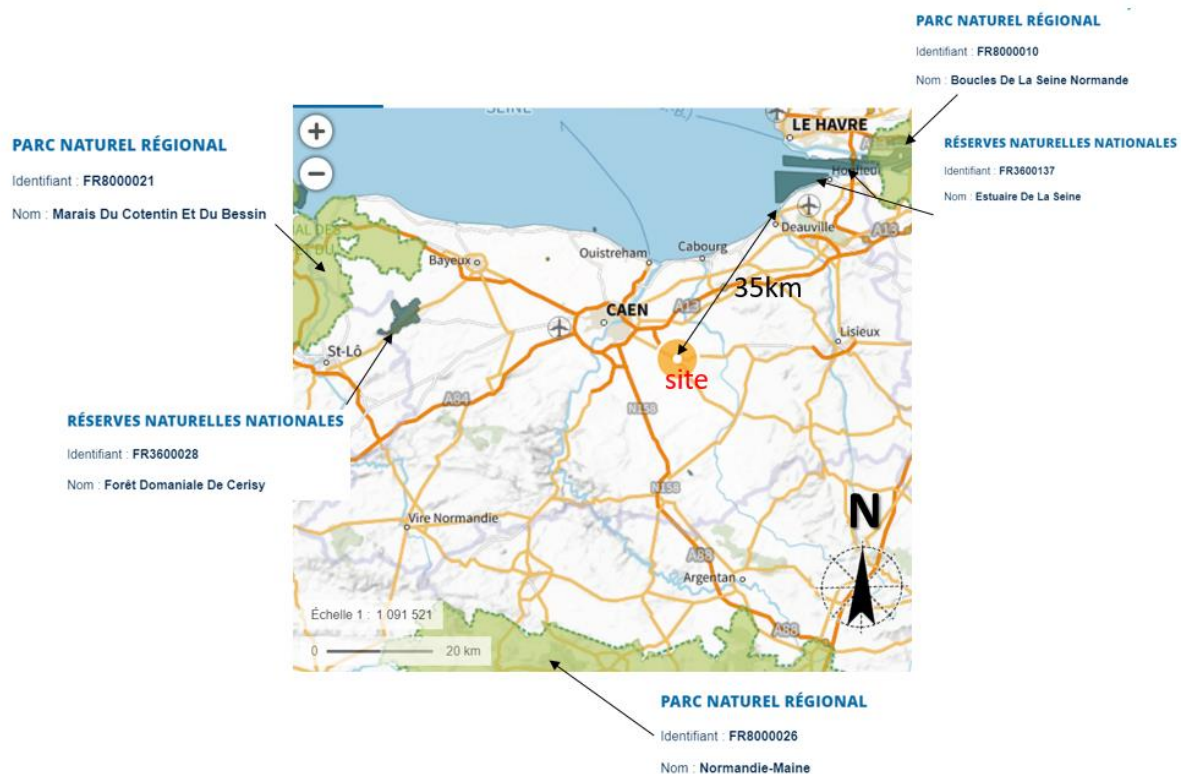 PARC NATUREL RÉGIONAL
Identifiant : FR8000010
Nom : Boucles De La Seine Normande
RÉSERVES NATURELLES NATIONALES
Identifiant : FR3600137
Nom : Estuaire De La Seine
PARC NATUREL RÉGIONAL
Identifiant : FR8000021
Nom : Marais Du Cotentin Et Du Bessin
RÉSERVES NATURELLES NATIONALES
Identifiant : FR3600028
Nom : Forêt Domaniale De Cerisy
SEINE
+
LE HAVRE
−
Deauville
A13
Ouistreham
Cabourg
Bayeux
35km
A13
CAEN
Lisieux
St-Lô
site
A84
N158
N158
N
Vire Normandie
A88
Argentan
Échelle 1 : 1 091 521
A88
0
20 km
PARC NATUREL RÉGIONAL
Identifiant : FR8000026
Nom : Normandie-Maine